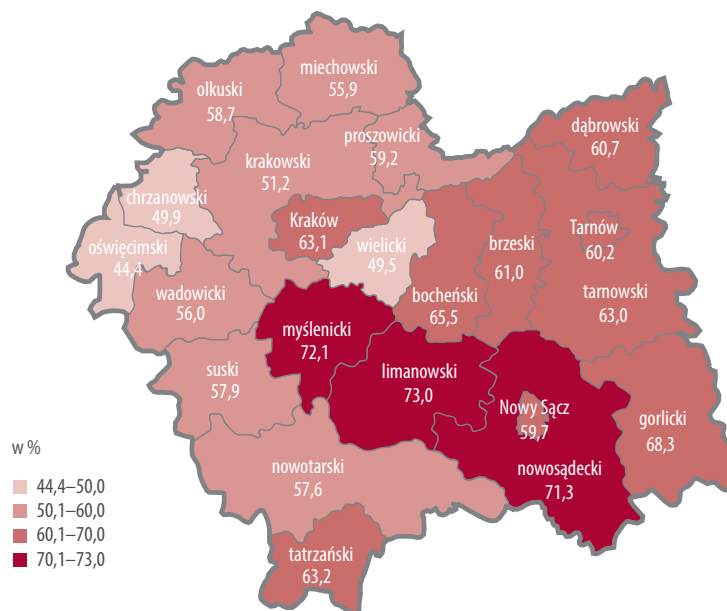 miechowski
55,9
olkuski
58,7
dąbrowski
60,7
proszowicki
59,2
krakowski
51,2
chrzanowski
49,9
Kraków
63,1
Tarnów
60,2
oświęcimski
44,4
wielicki
49,5
brzeski
61,0
wadowicki
56,0
bocheński
65,5
tarnowski
63,0
myślenicki
72,1
suski
57,9
limanowski
73,0
Nowy Sącz
59,7
gorlicki
68,3
nowotarski
57,6
nowosądecki
71,3
tatrzański
63,2
w %
44,4–50,0
50,1–60,0
60,1–70,0
70,1–73,0